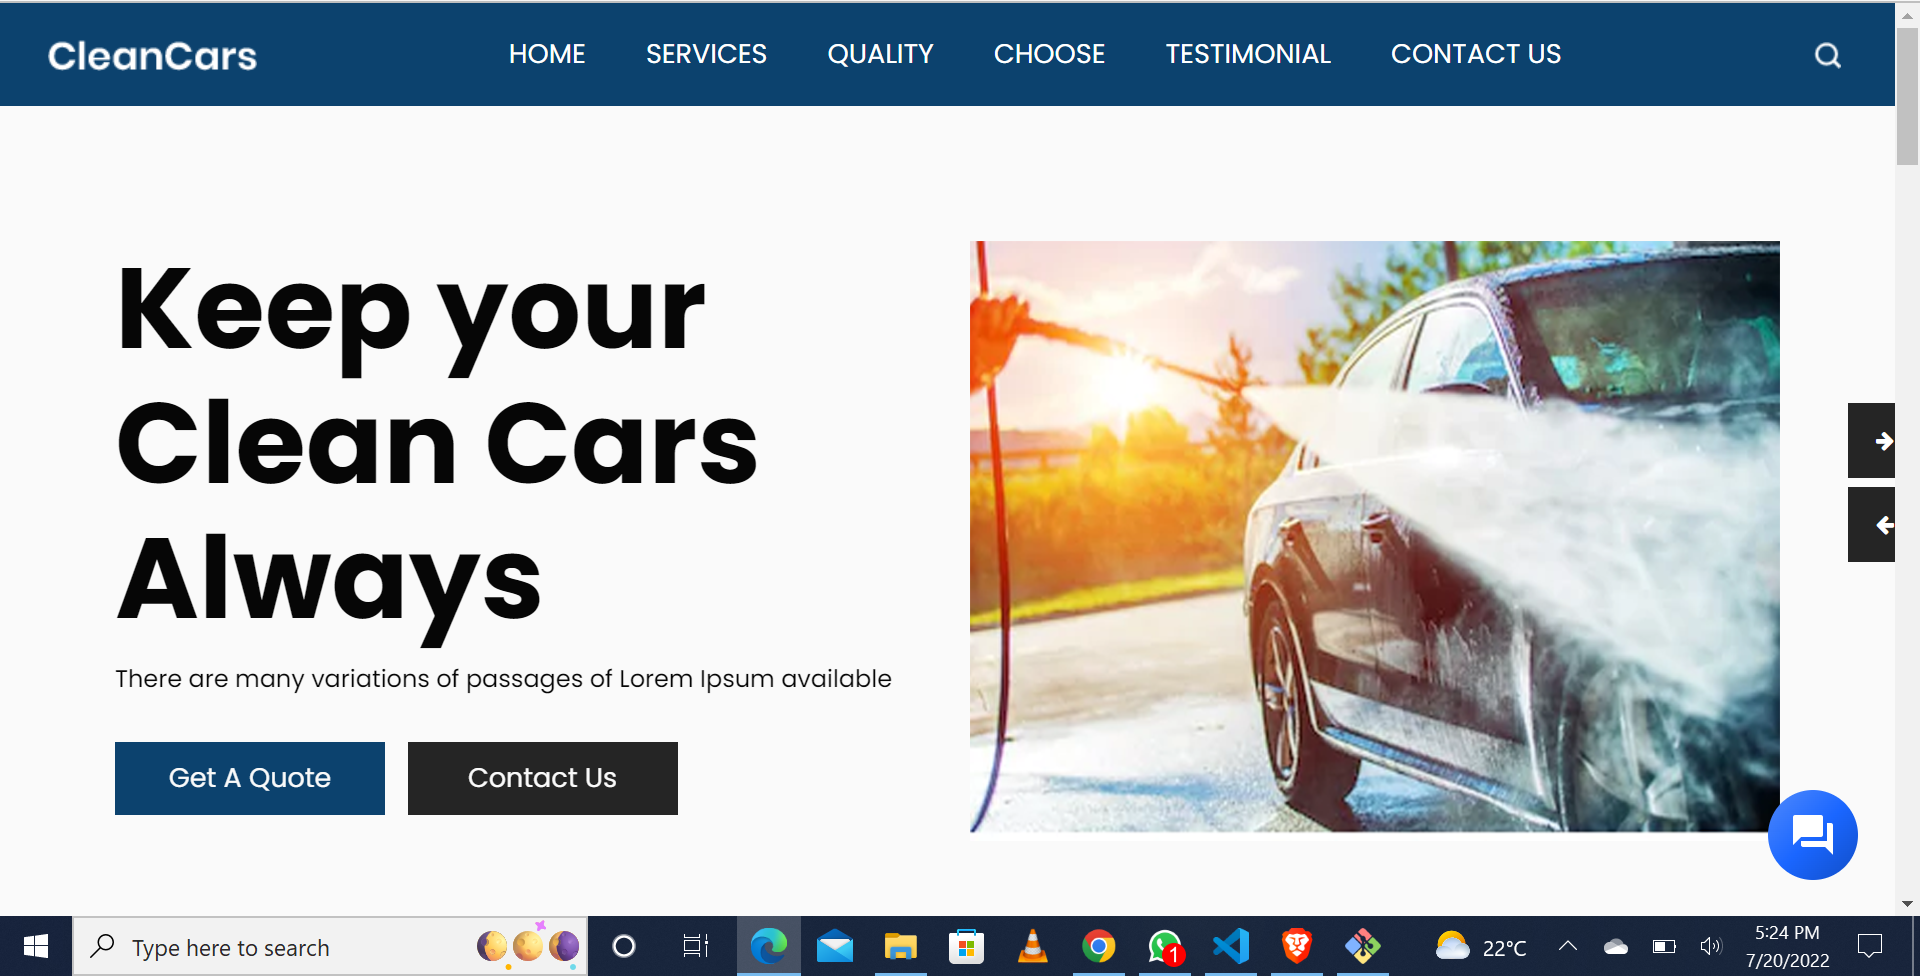 CleanCars
HOME SERVICES QUALITY CHOOSE TESTIMONIAL CONTACT US
Keep your
Clean Cars
Always
There are many variations of passages of Lorem Ipsum available
Get A Quote Contact Us
Type here to search
1
22°C
5:24 PM
7/20/2022